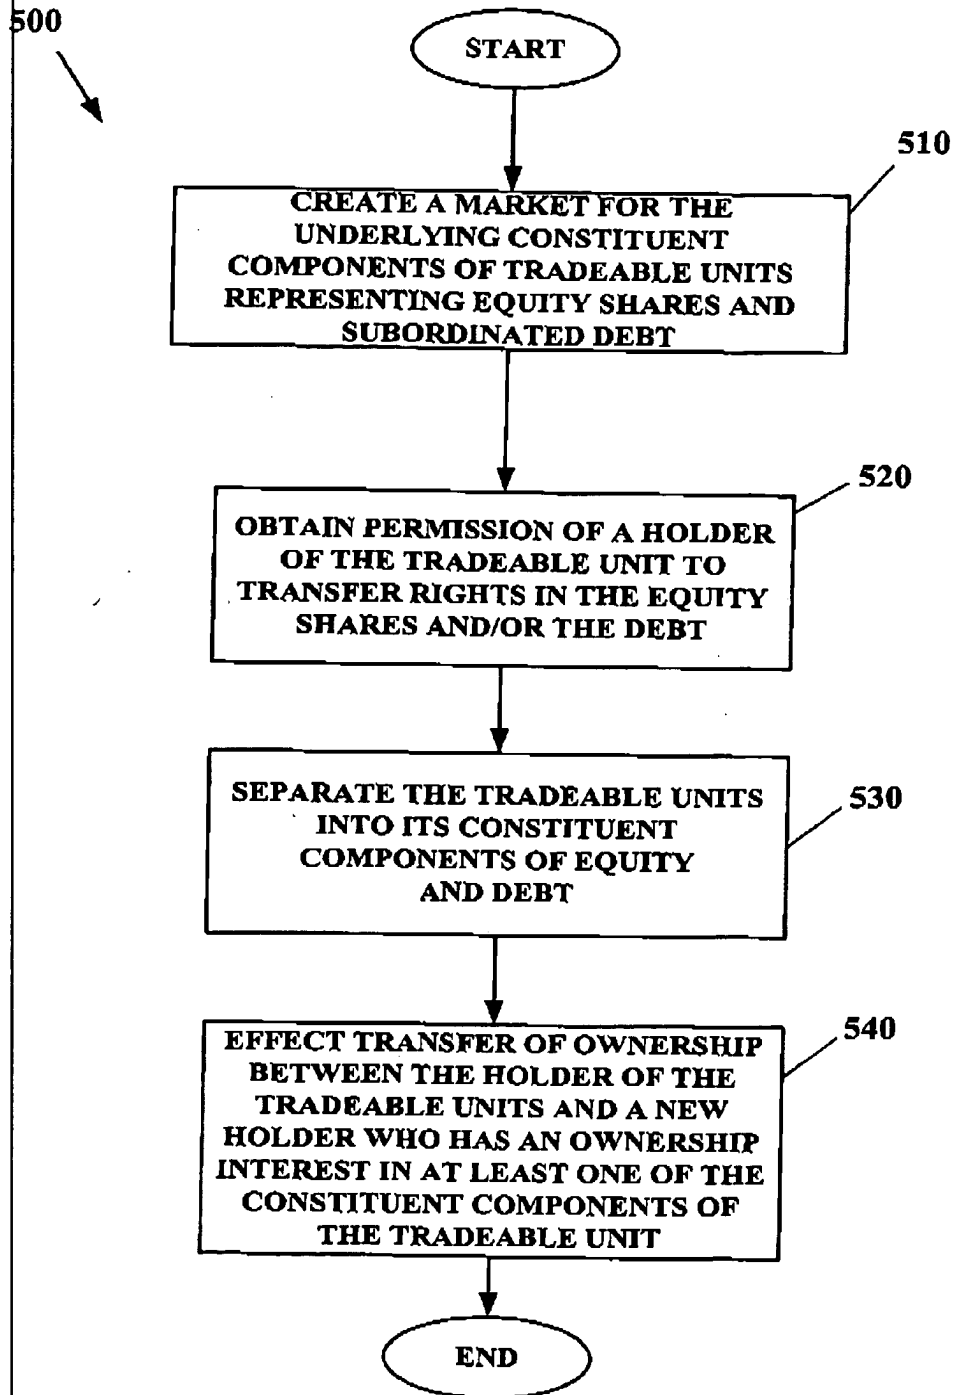 500
START
510
CREATE A MARKET FOR THE
UNDERLYING CONSTITUENT
COMPONENTS OF TRADEABLE UNITS
REPRESENTING EQUITY SHARES AND
SUBORDINATED DEBT
520
OBTAIN PERMISSION OF A HOLDER
OF THE TRADEABLE UNIT TO
TRANSFER RIGHTS IN THE EQUITY
SHARES AND/OR THE DEBT
530
SEPARATE THE TRADEABLE UNITS
INTO ITS CONSTITUENT
COMPONENTS OF EQUITY
AND DEBT
540
EFFECT TRANSFER OF OWNERSHIP
BETWEEN THE HOLDER OF THE
TRADEABLE UNITS AND A NEW
HOLDER WHO HAS AN OWNERSHIP
INTEREST IN AT LEAST ONE OF THE
CONSTITUENT COMPONENTS OF
THE TRADEABLE UNIT
END